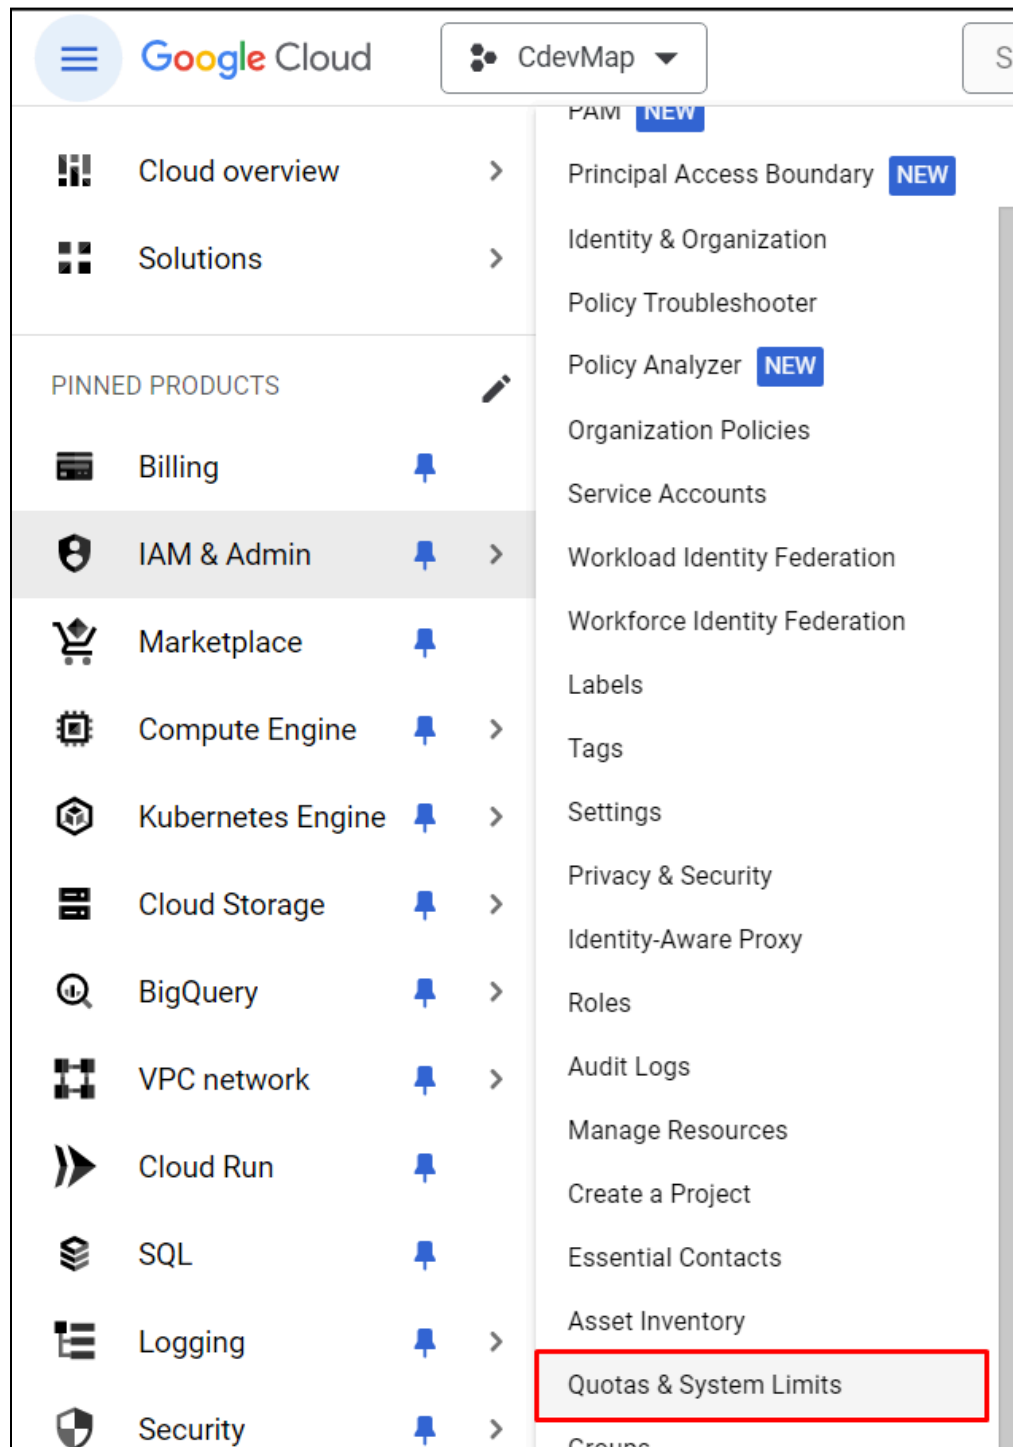 Google Cloud
CdevMap
S
Cloud overview
Solutions
PINNED PRODUCTS
Billing
IAM & Admin
Marketplace
Compute Engine
Kubernetes Engine
Cloud Storage
BigQuery
VPC network
Cloud Run
SQL
Logging
Security
PAM NEW
Principal Access Boundary NEW
Identity & Organization
Policy Troubleshooter
Policy Analyzer NEW
Organization Policies
Service Accounts
Workload Identity Federation
Workforce Identity Federation
Labels
Tags
Settings
Privacy & Security
Identity-Aware Proxy
Roles
Audit Logs
Manage Resources
Create a Project
Essential Contacts
Asset Inventory
Quotas & System Limits
Groups